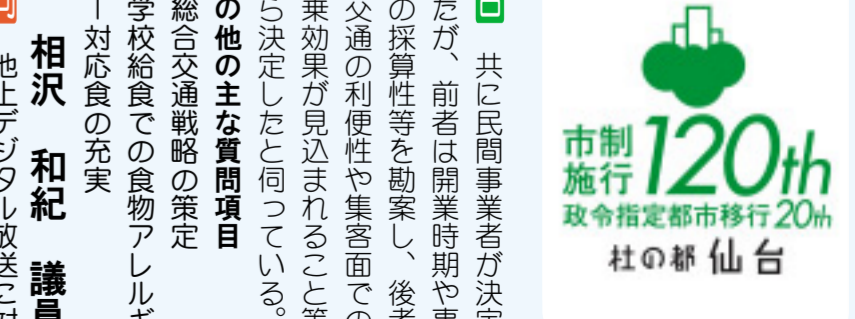 市制
施行
120th
政令指定都市移行20th
杜の都 仙台
共に民間事業者が決定
たが、前者は開業時期や事
の採算性等を勘案し、後者
交通の利便性や集客面での
乗効果が見込まれること等
ら決定したと伺っている。
の他の主な質問項目
総合交通戦略の策定
学校給食での食物アレルギ
ー対応食の充実
相沢 和紀 議員
地上デジタル放送に対